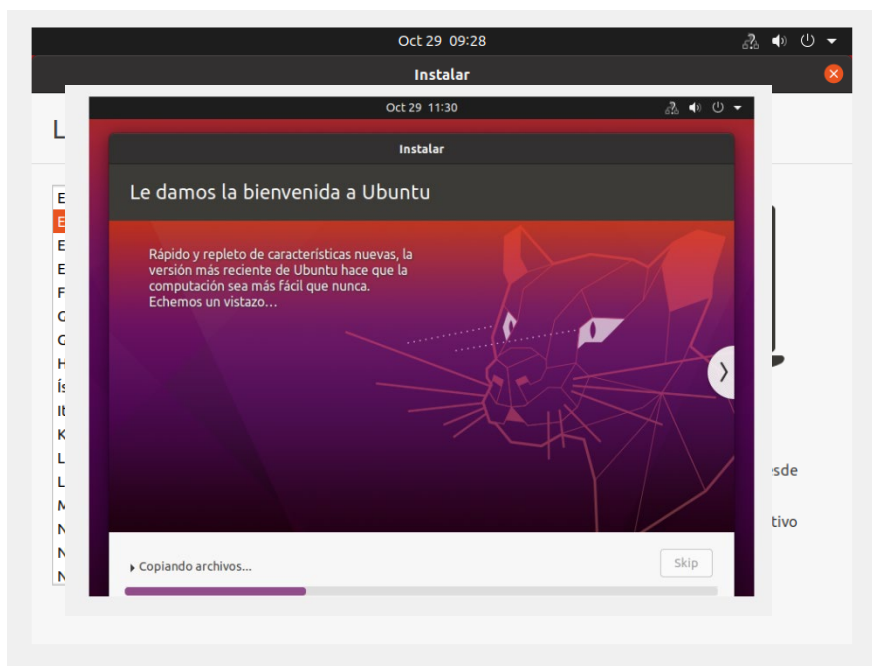 Oct 29 09:28
Instalar
L
Oct 29 11:30
Instalar
Le damos la bienvenida a Ubuntu
Rápido y repleto de características nuevas, la
versión más reciente de Ubuntu hace que la
computación sea más fácil que nunca.
Echemos un vistazo...
E
E
E
E
F
G
G
H
Ís
It
K
L
L
M
N
N
N
sde
tivo
Copiando archivos...
Skip